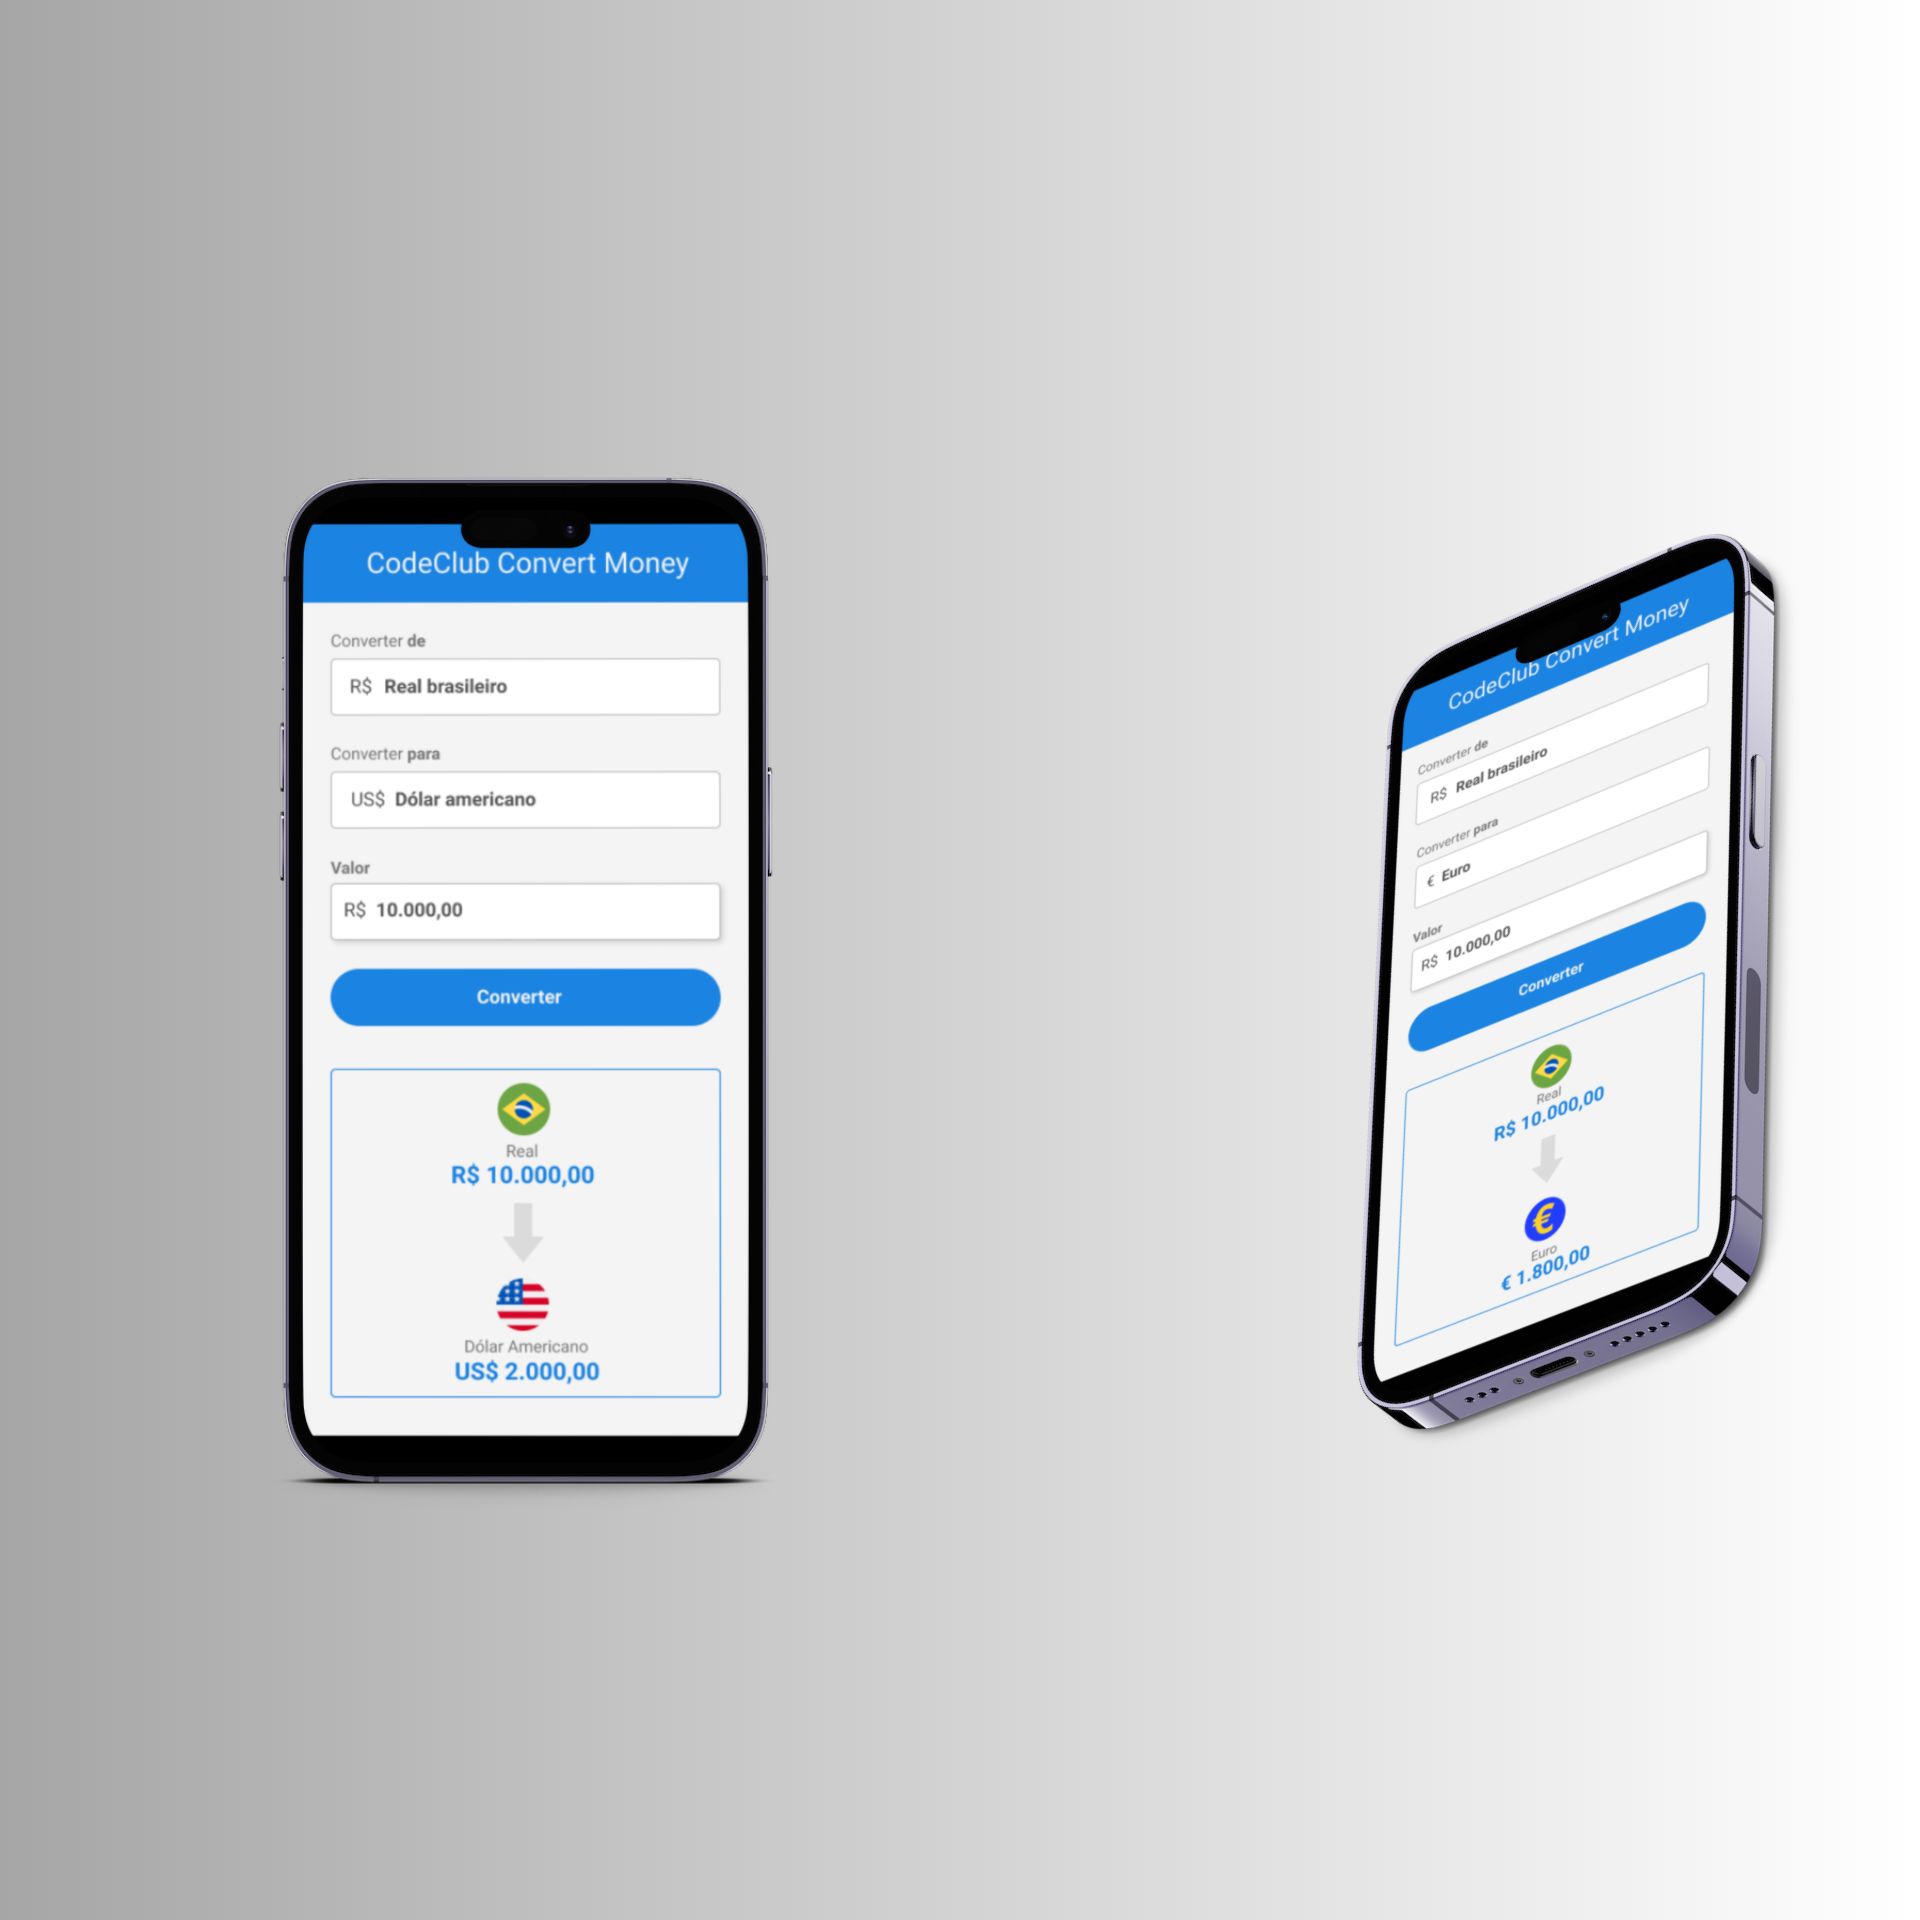 CodeClub Convert Money
Converter de
R$ Real brasileiro
Converter para
US$ Dólar americano
Valor
R$ 10.000,00
Converter
Real
R$ 10.000,00
Dólar Americano
US$ 2.000,00
CodeClub Convert Money
Converter de
R$ Real brasileiro
Converter para
€ Euro
Valor
R$ 10.000,00
Converter
Real
R$ 10.000,00
€
Euro
€ 1.800,00